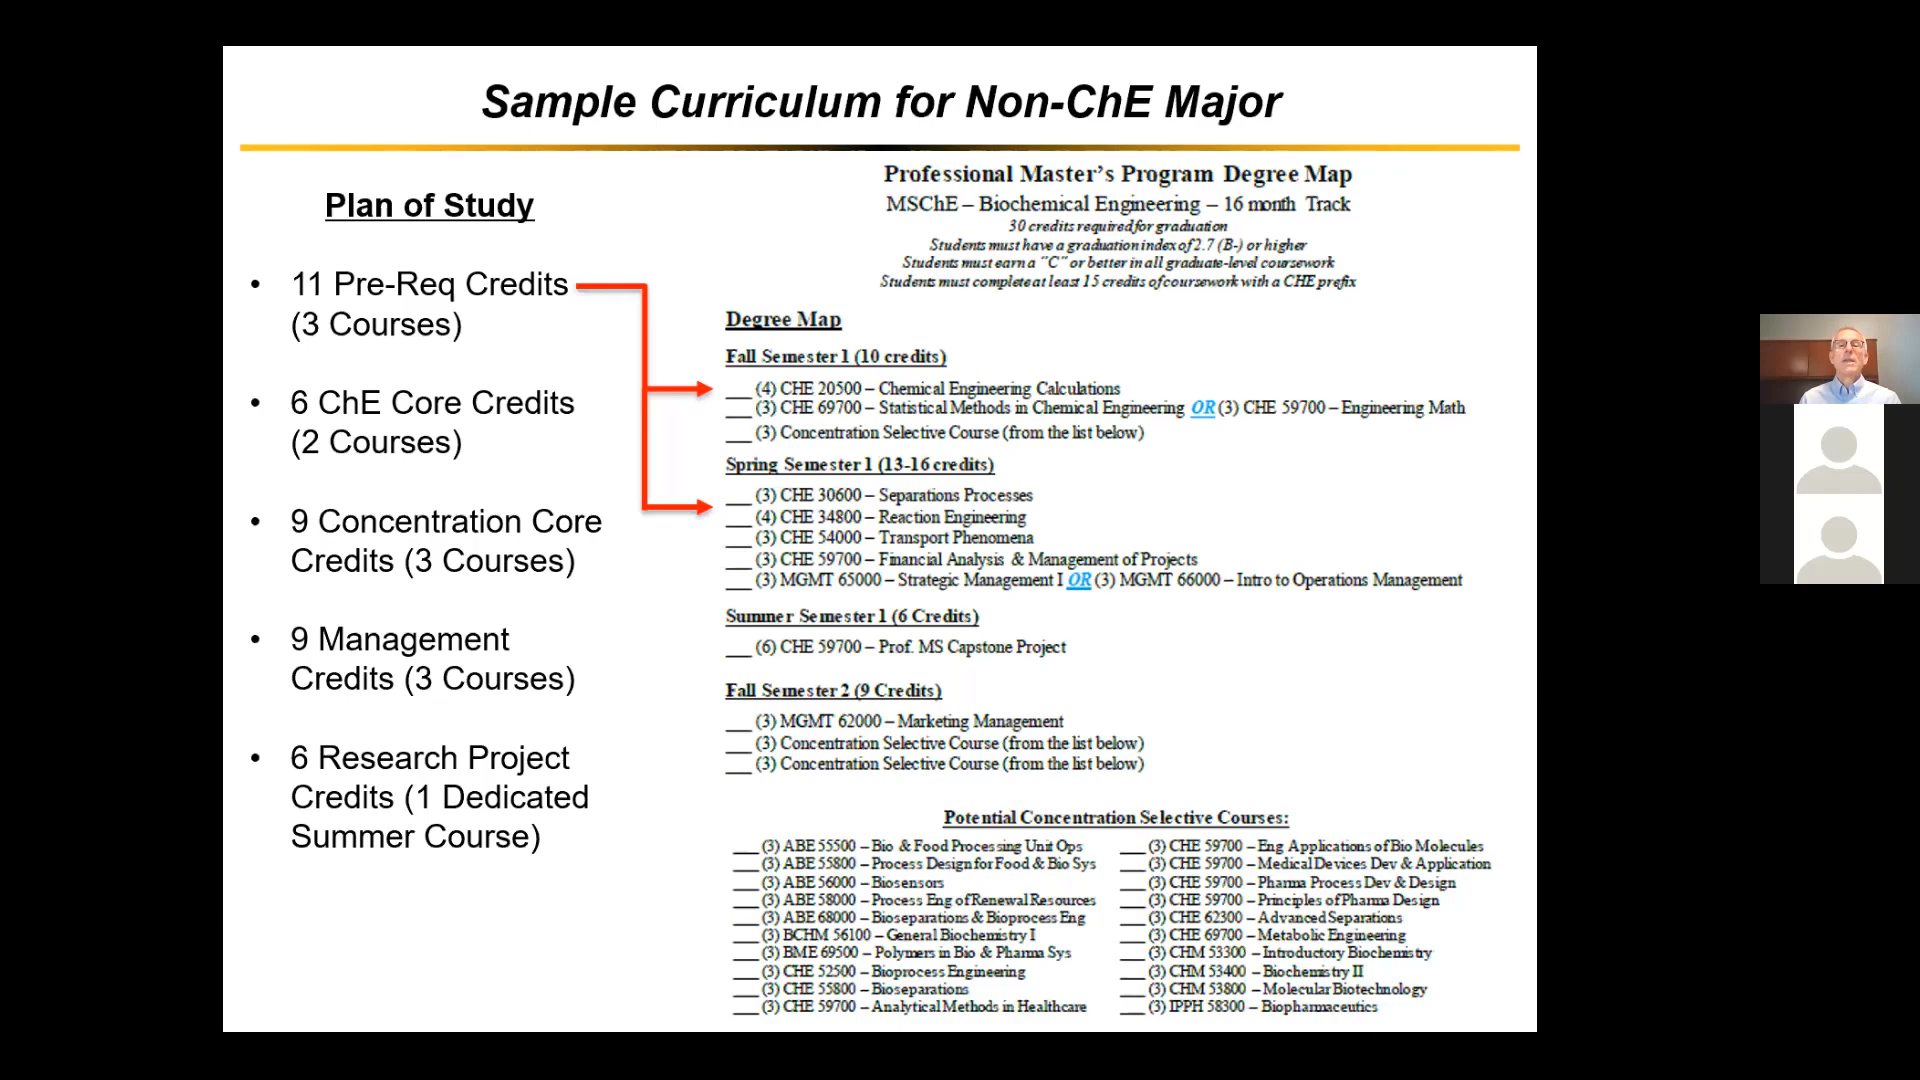 Sample Curriculum for Non-ChE Major
Plan of Study
• 11 Pre-Req Credits
(3 Courses)
• 6 ChE Core Credits
(2 Courses)
• 9 Concentration Core
Credits (3 Courses)
• 9 Management
Credits (3 Courses)
• 6 Research Project
Credits (1 Dedicated
Summer Course)
Professional Master's Program Degree Map
MSChE – Biochemical Engineering – 16 month Track
30 credits required for graduation
Students must have a graduation index of 2.7 (B-) or higher
Students must earn a "C" or better in all graduate-level coursework
Students must complete at least 15 credits of coursework with a CHE prefix
Degree Map
Fall Semester 1 (10 credits)
___ (4) CHE 20500 – Chemical Engineering Calculations
___ (3) CHE 69700 – Statistical Methods in Chemical Engineering OR (3) CHE 59700 – Engineering Math
___ (3) Concentration Selective Course (from the list below)
Spring Semester 1 (13-16 credits)
___ (3) CHE 30600 – Separations Processes
___ (4) CHE 34800 – Reaction Engineering
___ (3) CHE 54000 – Transport Phenomena
___ (3) CHE 59700 – Financial Analysis & Management of Projects
___ (3) MGMT 65000 – Strategic Management I OR (3) MGMT 66000 – Intro to Operations Management
Summer Semester 1 (6 Credits)
___ (6) CHE 59700 – Prof. MS Capstone Project
Fall Semester 2 (9 Credits)
___ (3) MGMT 62000 – Marketing Management
___ (3) Concentration Selective Course (from the list below)
___ (3) Concentration Selective Course (from the list below)
Potential Concentration Selective Courses:
___ (3) ABE 55500 – Bio & Food Processing Unit Ops
___ (3) ABE 55800 – Process Design for Food & Bio Sys
___ (3) ABE 56000 – Biosensors
___ (3) ABE 58000 – Process Eng of Renewal Resources
___ (3) ABE 68000 – Bioseparations & Bioprocess Eng
___ (3) BCHM 56100 – General Biochemistry I
___ (3) BME 69500 – Polymers in Bio & Pharma Sys
___ (3) CHE 52500 – Bioprocess Engineering
___ (3) CHE 55800 – Bioseparations
___ (3) CHE 59700 – Analytical Methods in Healthcare
___ (3) CHE 59700 – Eng Applications of Bio Molecules
___ (3) CHE 59700 – Medical Devices Dev & Application
___ (3) CHE 59700 – Pharma Process Dev & Design
___ (3) CHE 59700 – Principles of Pharma Design
___ (3) CHE 62300 – Advanced Separations
___ (3) CHE 69700 – Metabolic Engineering
___ (3) CHM 53300 – Introductory Biochemistry
___ (3) CHM 53400 – Biochemistry II
___ (3) CHM 53800 – Molecular Biotechnology
___ (3) IPPH 58300 – Biopharmaceutics